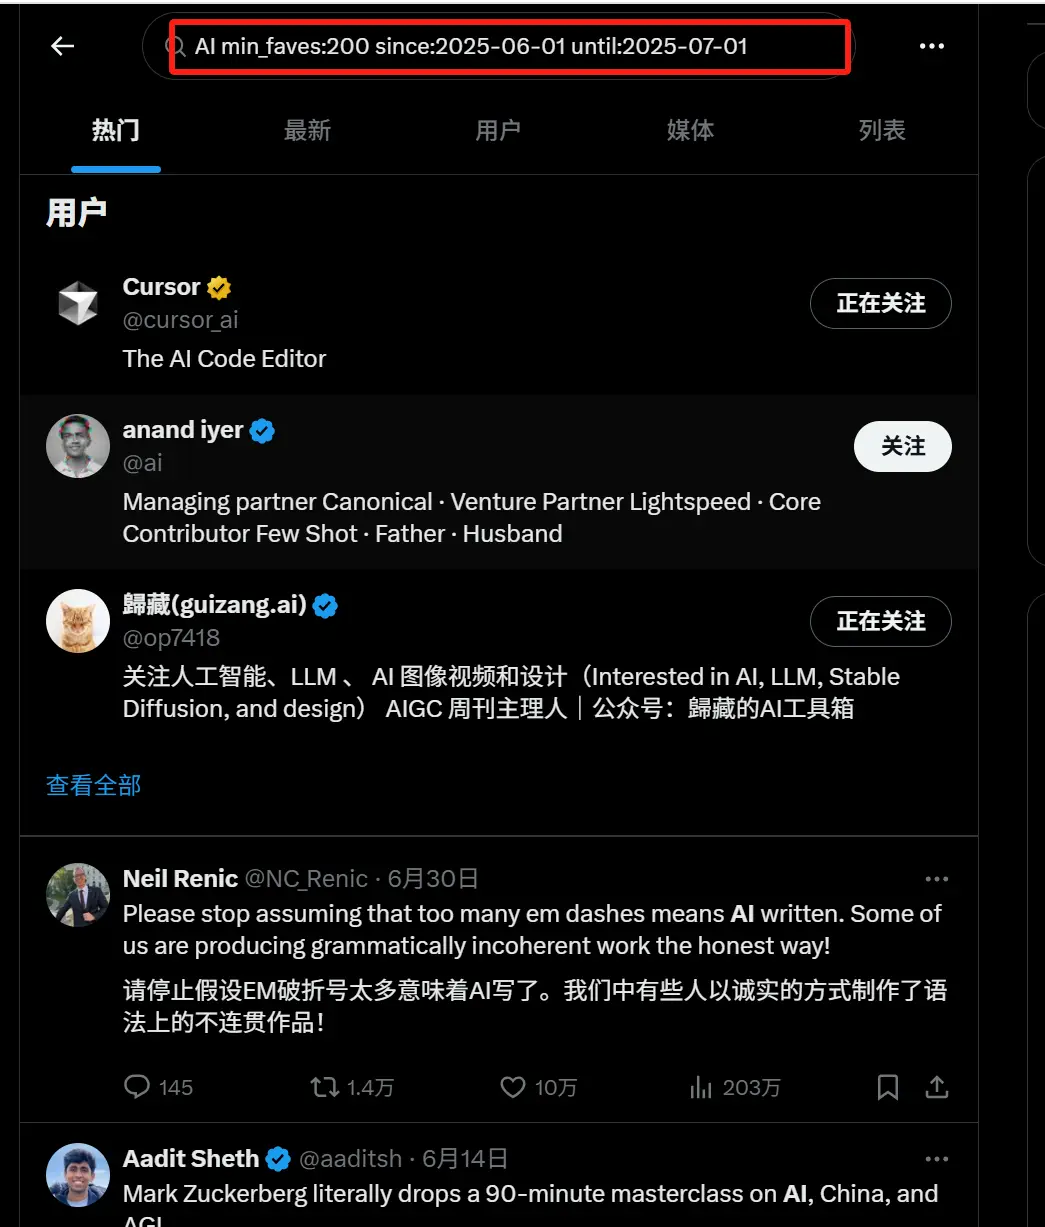 AI min_faves:200 since:2025-06-01 until:2025-07-01
热门 最新 用户 媒体 列表
用户
Cursor
@cursor_ai
正在关注
The AI Code Editor
anand iyer
@ai
关注
Managing partner Canonical · Venture Partner Lightspeed · Core
Contributor Few Shot · Father · Husband
歸藏(guizang.ai)
@op7418
正在关注
关注人工智能、LLM 、 AI 图像视频和设计（Interested in AI, LLM, Stable
Diffusion, and design） AIGC 周刊主理人｜公众号：歸藏的AI工具箱
查看全部
Neil Renic @NC_Renic · 6月30日
Please stop assuming that too many em dashes means AI written. Some of
us are producing grammatically incoherent work the honest way!
请停止假设EM破折号太多意味着AI写了。我们中有些人以诚实的方式制作了语
法上的不连贯作品！
145 1.4万 10万 203万
Aadit Sheth @aaditsh · 6月14日
Mark Zuckerberg literally drops a 90-minute masterclass on AI, China, and
AGI